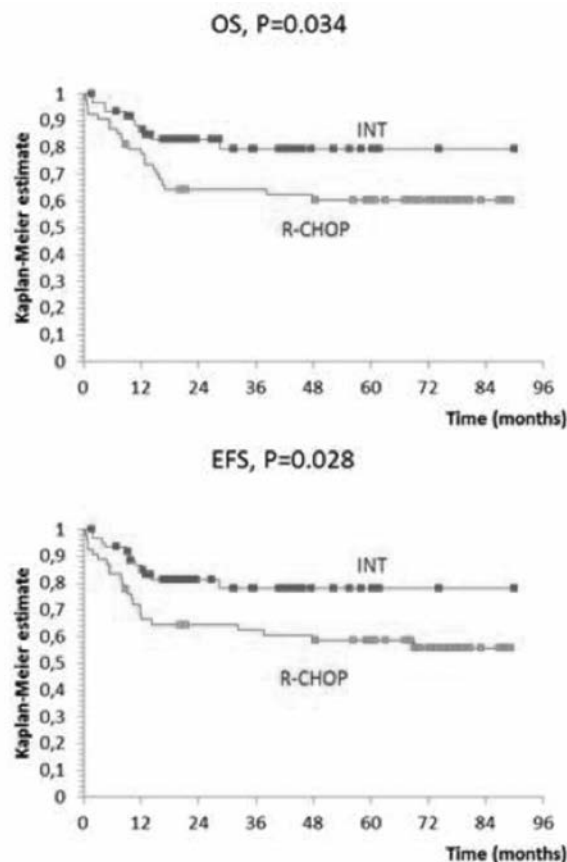 OS, P=0.034
Kaplan-Meier estimate
1
0,9
0,8
0,7
0,6
0,5
0,4
0,3
0,2
0,1
0
INT
R-CHOP
0 12 24 36 48 60 72 84 96
Time (months)
EFS, P=0.028
Kaplan-Meier estimate
1
0,9
0,8
0,7
0,6
0,5
0,4
0,3
0,2
0,1
0
INT
R-CHOP
0 12 24 36 48 60 72 84 96
Time (months)